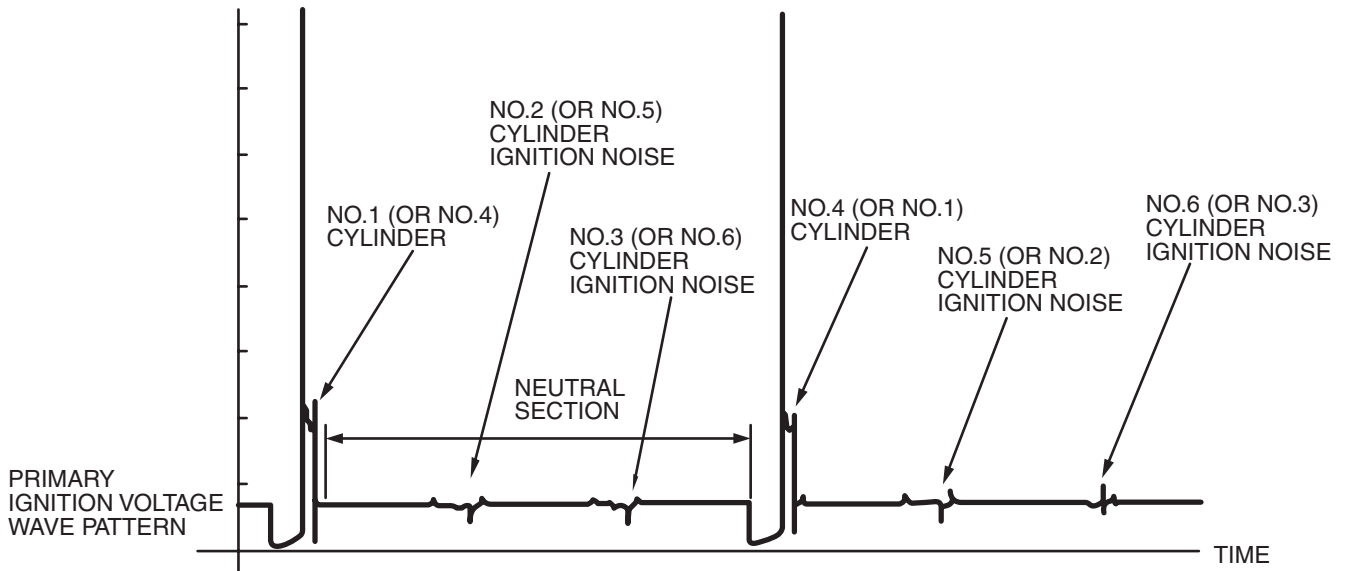 NO.2 (OR NO.5)
CYLINDER
IGNITION NOISE
NO.1 (OR NO.4)
CYLINDER
NO.3 (OR NO.6)
CYLINDER
IGNITION NOISE
NO.4 (OR NO.1)
CYLINDER
NO.6 (OR NO.3)
CYLINDER
IGNITION NOISE
NO.5 (OR NO.2)
CYLINDER
IGNITION NOISE
NEUTRAL
SECTION
PRIMARY
IGNITION VOLTAGE
WAVE PATTERN
TIME